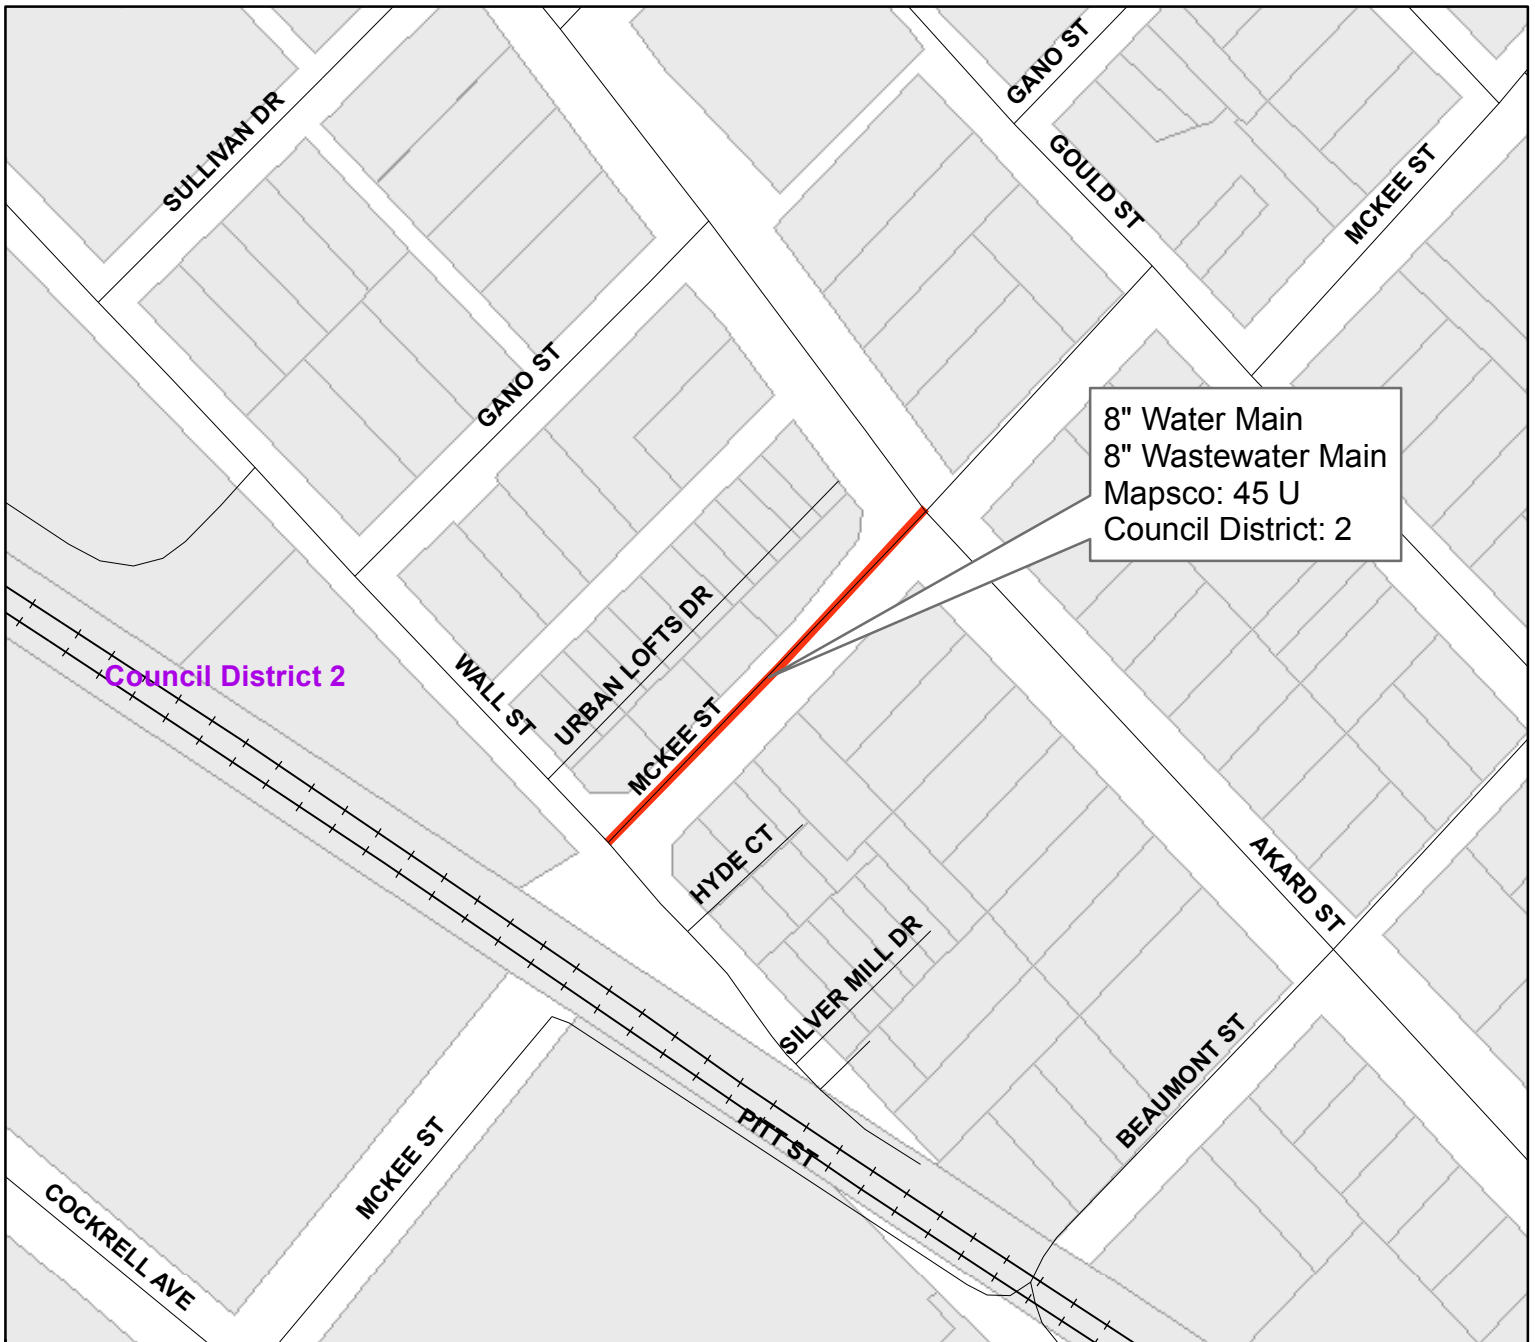 GANO ST
SULLIVAN DR
GOULD ST
MCKEE ST
GANO ST
8" Water Main
8" Wastewater Main
Mapsco: 45 U
Council District: 2
Council District 2
WALL ST
URBAN LOFTS DR
MCKEE ST
HYDE CT
AKARD ST
SILVER MILL DR
BEAUMONT ST
PITT ST
MCKEE ST
COCKRELL AVE